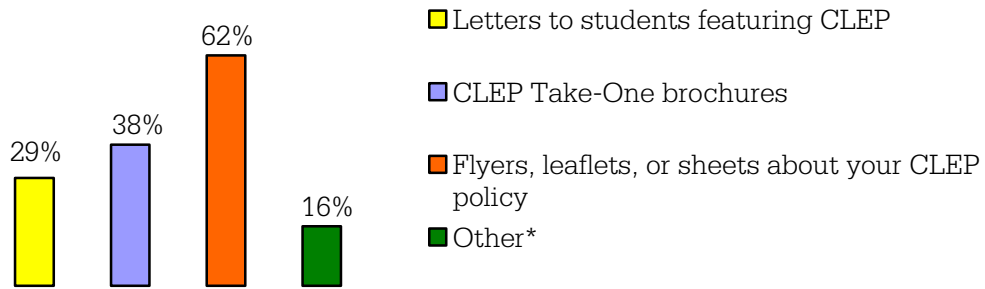 62%
38%
29%
16%
Letters to students featuring CLEP
CLEP Take-One brochures
Flyers, leaflets, or sheets about your CLEP
policy
Other*